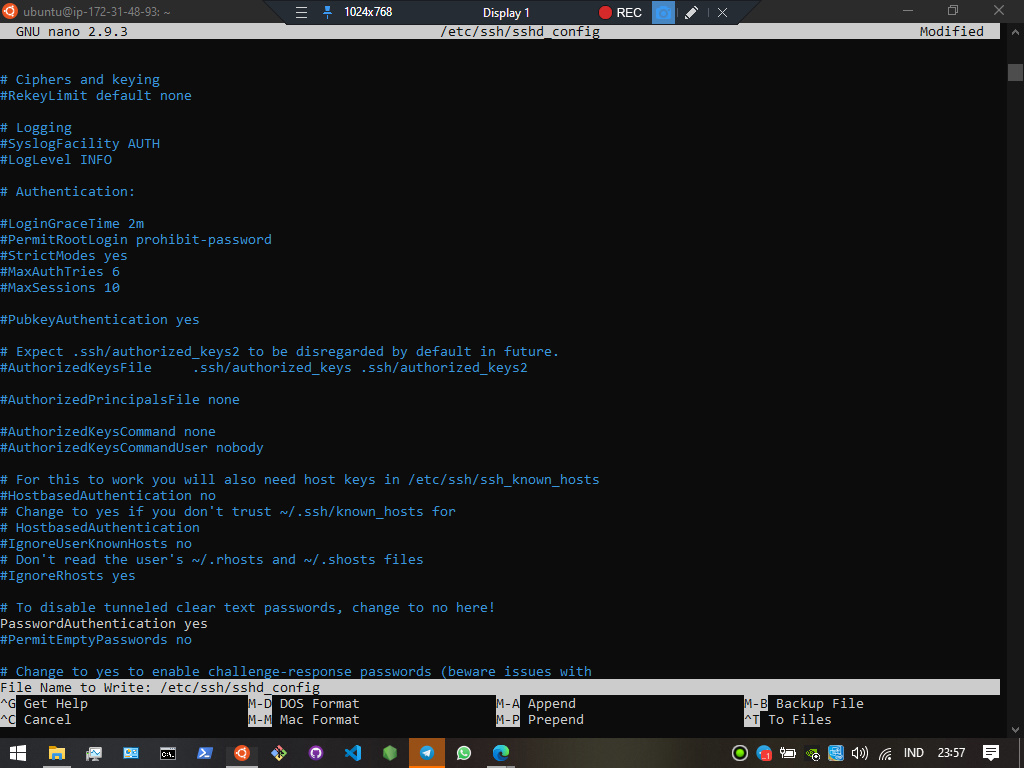 ubuntu@ip-172-31-48-93: ~
1024x768
Display 1
REC
GNU nano 2.9.3 /etc/ssh/sshd_config Modified
# Ciphers and keying
#RekeyLimit default none
# Logging
#SyslogFacility AUTH
#LogLevel INFO
# Authentication:
#LoginGraceTime 2m
#PermitRootLogin prohibit-password
#StrictModes yes
#MaxAuthTries 6
#MaxSessions 10
#PubkeyAuthentication yes
# Expect .ssh/authorized_keys2 to be disregarded by default in future.
#AuthorizedKeysFile     .ssh/authorized_keys .ssh/authorized_keys2
#AuthorizedPrincipalsFile none
#AuthorizedKeysCommand none
#AuthorizedKeysCommandUser nobody
# For this to work you will also need host keys in /etc/ssh/ssh_known_hosts
#HostbasedAuthentication no
# Change to yes if you don't trust ~/.ssh/known_hosts for
# HostbasedAuthentication
#IgnoreUserKnownHosts no
# Don't read the user's ~/.rhosts and ~/.shosts files
#IgnoreRhosts yes
# To disable tunneled clear text passwords, change to no here!
PasswordAuthentication yes
#PermitEmptyPasswords no
# Change to yes to enable challenge-response passwords (beware issues with
File Name to Write: /etc/ssh/sshd_config
^G Get Help M-D DOS Format M-A Append M-B Backup File
^C Cancel M-M Mac Format M-P Prepend ^T To Files
IND 23:57